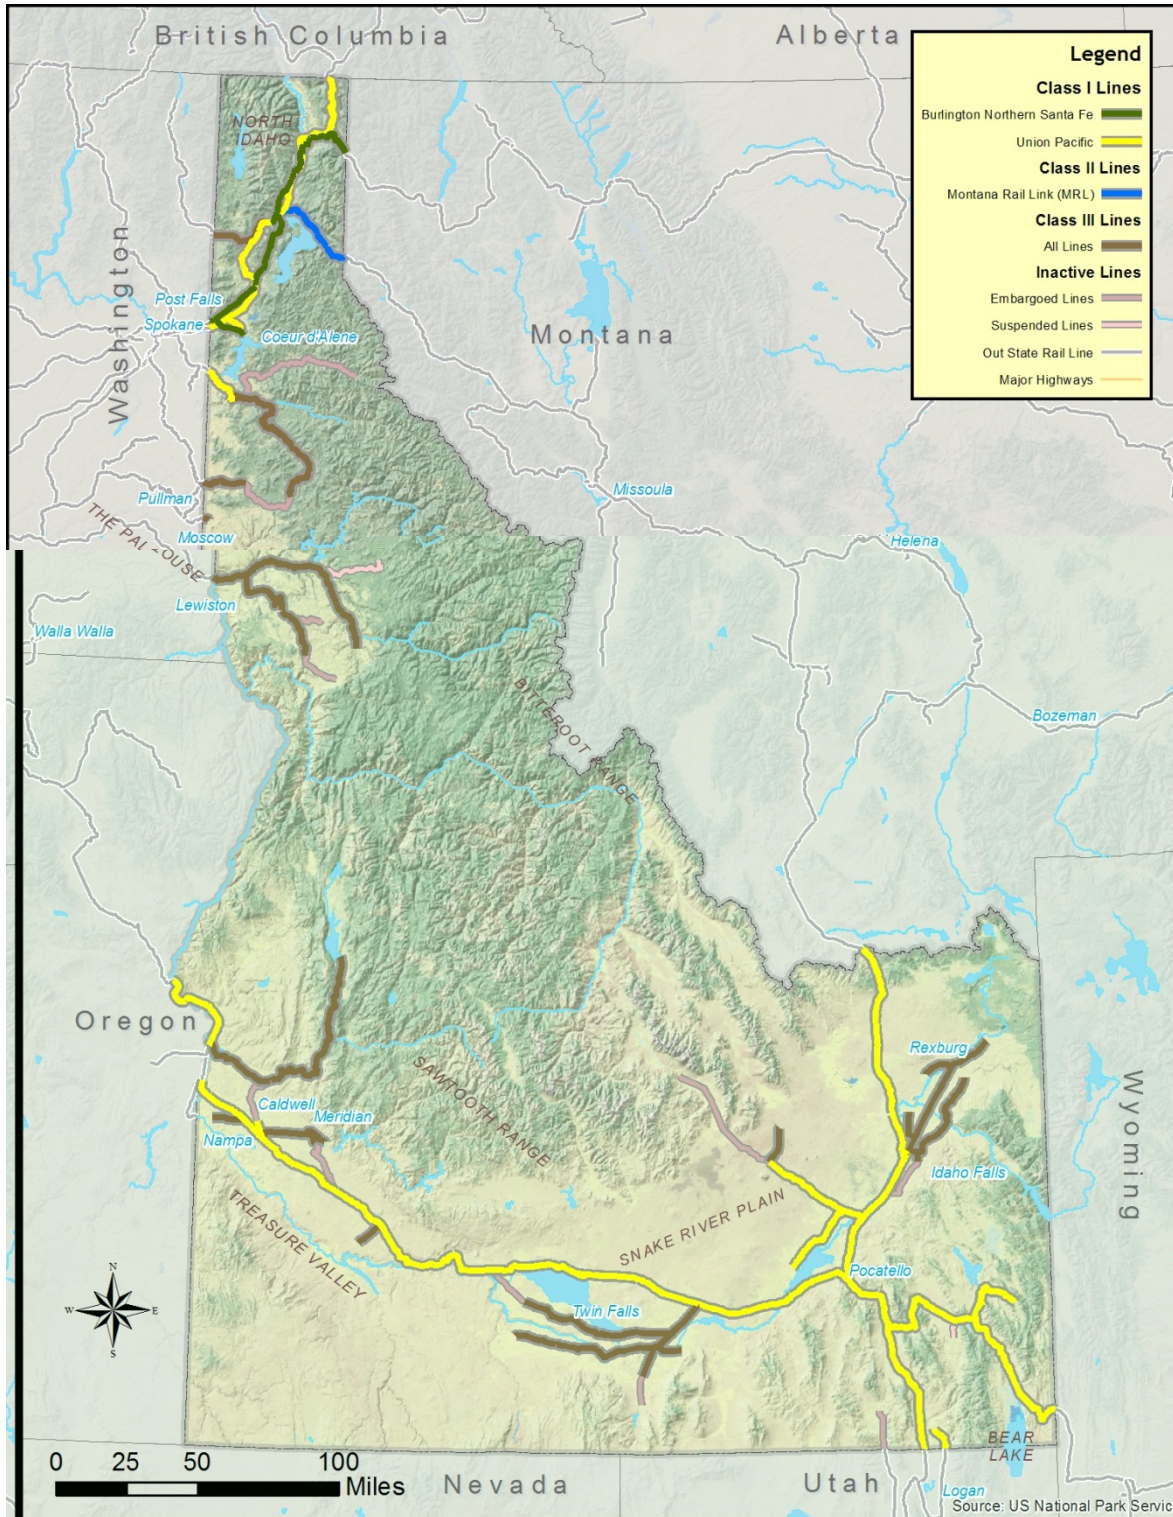 British Columbia
Alberta
Legend
Class I Lines
Burlington Northern Santa Fe
Union Pacific
Class II Lines
Montana Rail Link (MRL)
Class III Lines
All Lines
Inactive Lines
Embargoed Lines
Suspended Lines
Out State Rail Line
Major Highways
NORTH
IDAHO
Washington
Post Falls
Spokane
Coeur d'Alene
Montana
Pullman
Missoula
THE PALOUSE
Moscow
Helena
Lewiston
Walla Walla
BITTEROOT RANGE
Bozeman
Oregon
Rexburg
SAWTOOTH RANGE
Wyoming
Caldwell
Meridian
Nampa
Idaho Falls
TREASURE VALLEY
SNAKE RIVER PLAIN
Pocatello
N
W E
S
Twin Falls
BEAR
LAKE
0 25 50 100
Miles
Nevada
Utah
Logan
Source: US National Park Servic